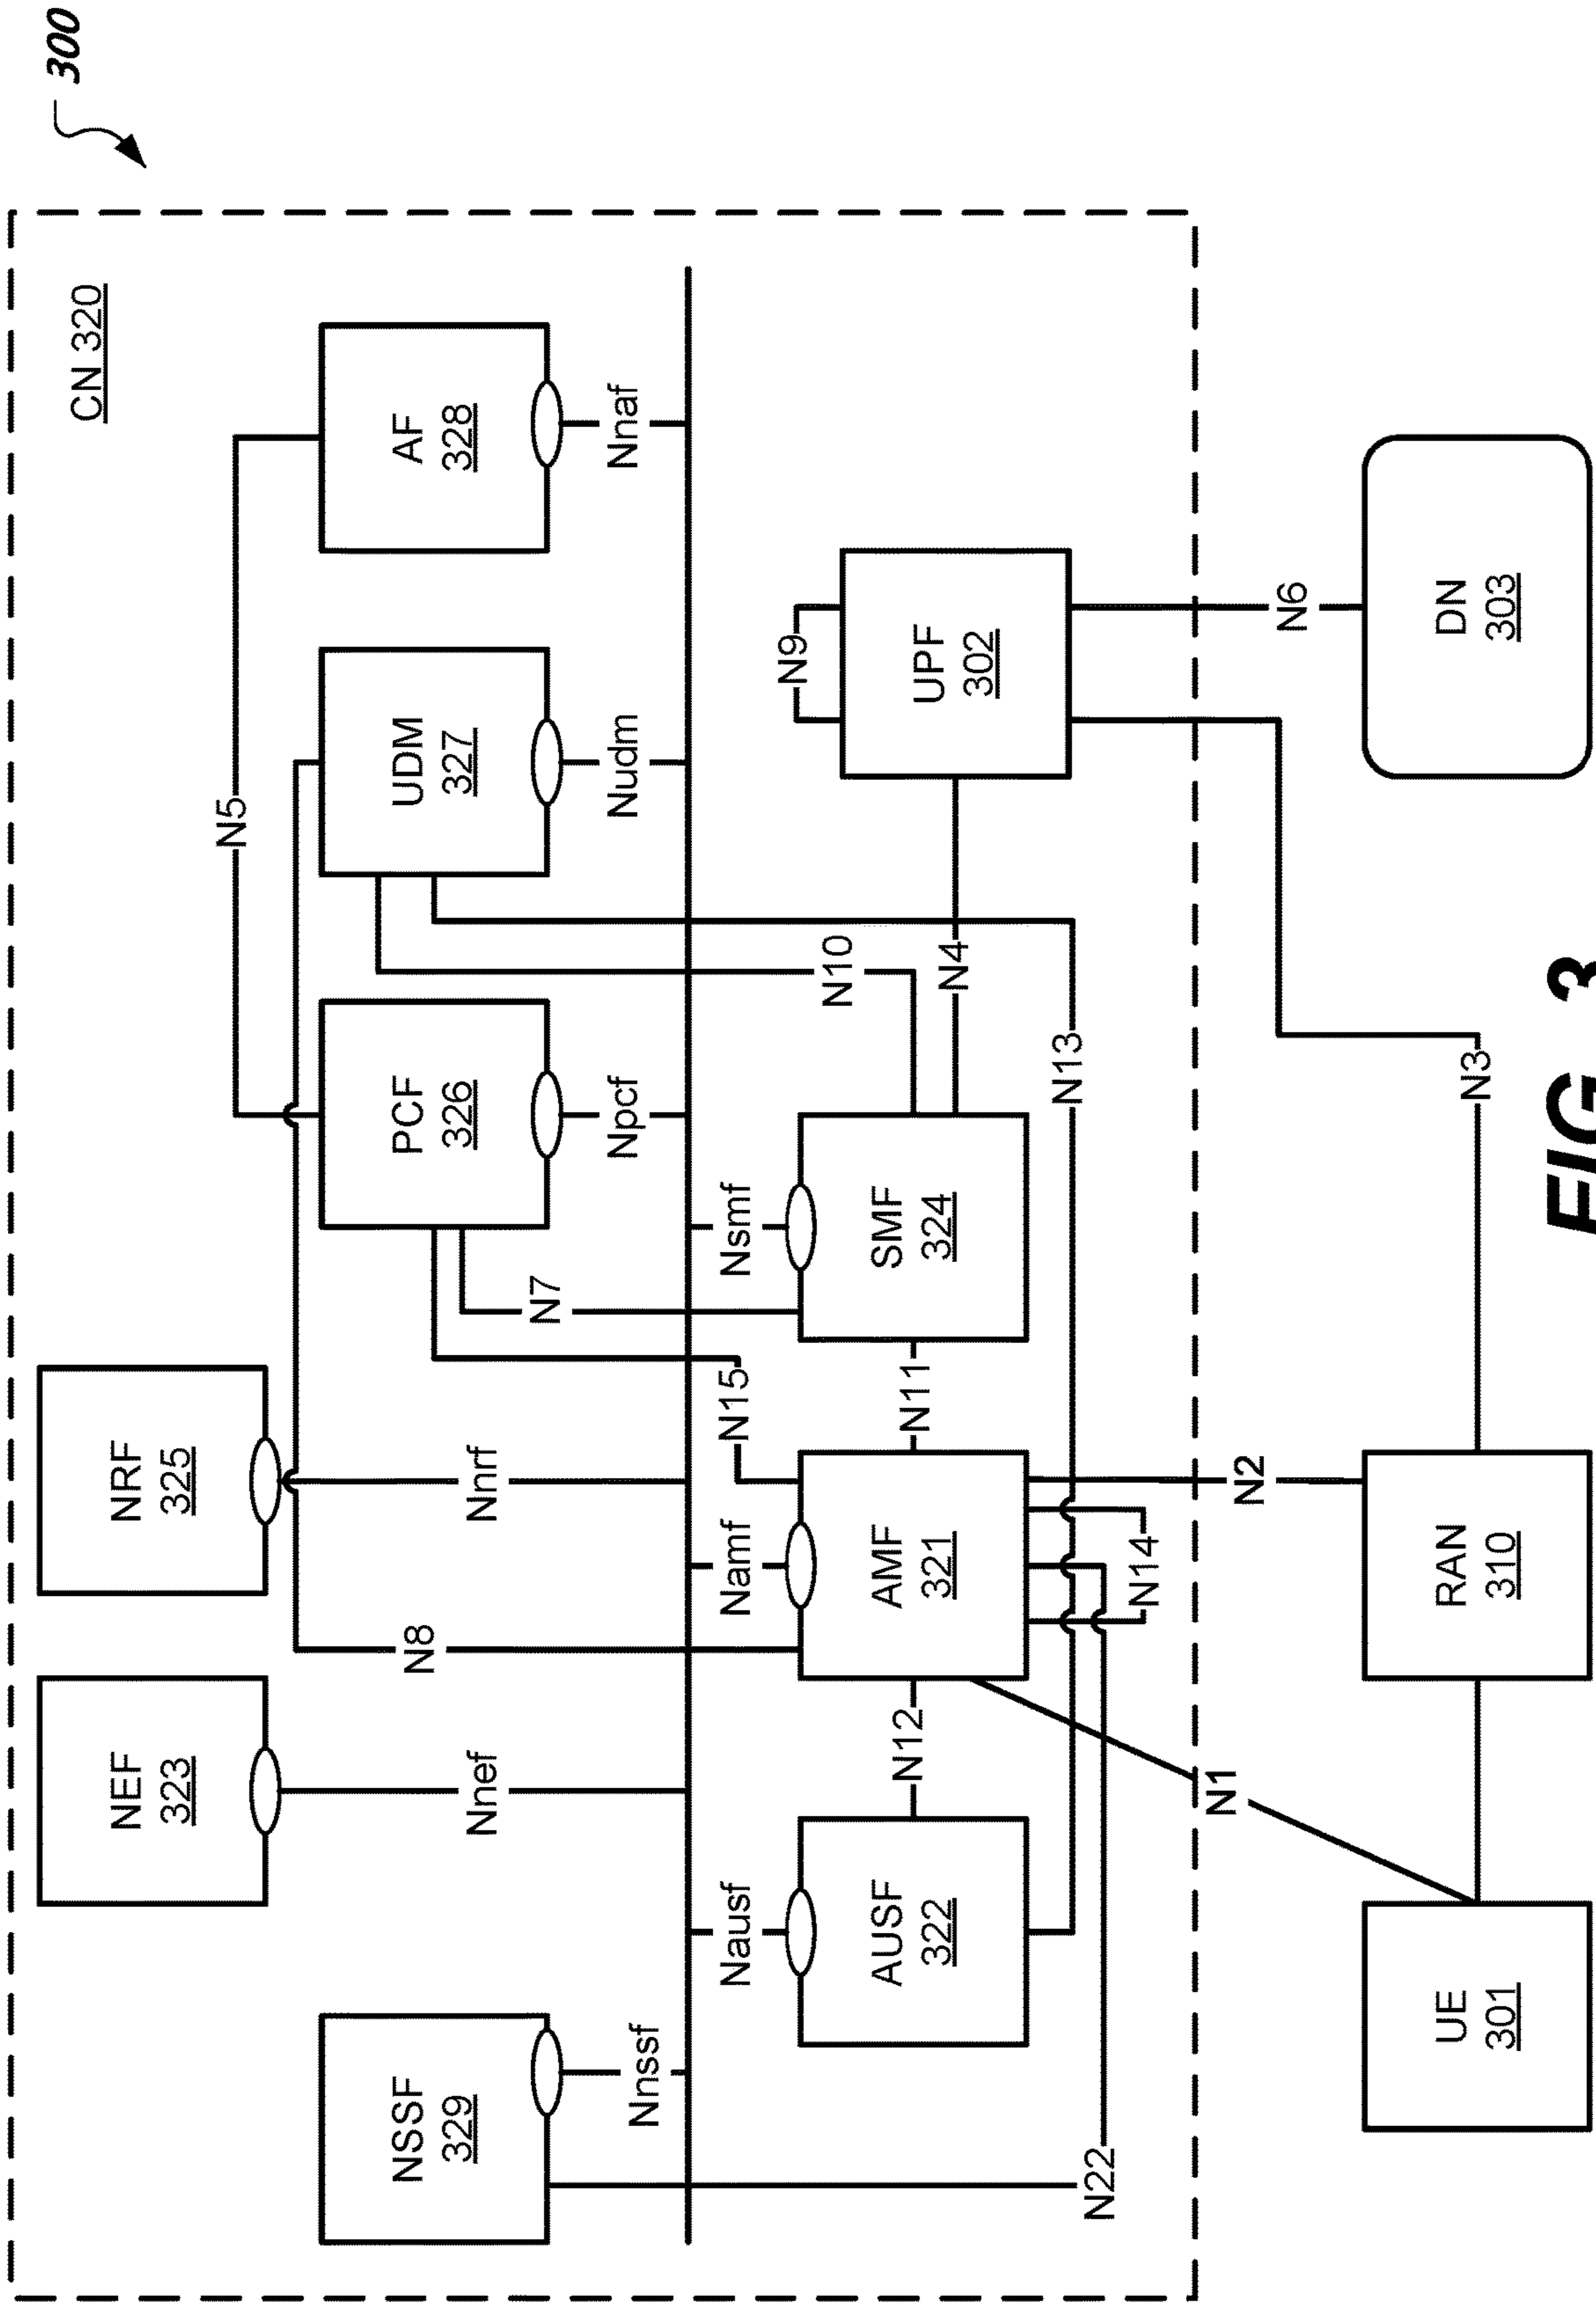 300
CN 320
NSSF
329
NEF
323
NRF
325
PCF
326
UDM
327
AF
328
N5
N8
N7
N10
N15
Nnssf
Nnef
Nnrf
Npcf
Nudm
Nnaf
Nausf
Namf
Nsmf
AUSF
322
N12
AMF
321
N11
SMF
324
N4
UPF
302
N9
N13
N14
N22
N1
N2
N3
N6
UE
301
RAN
310
DN
303
FIG. 3